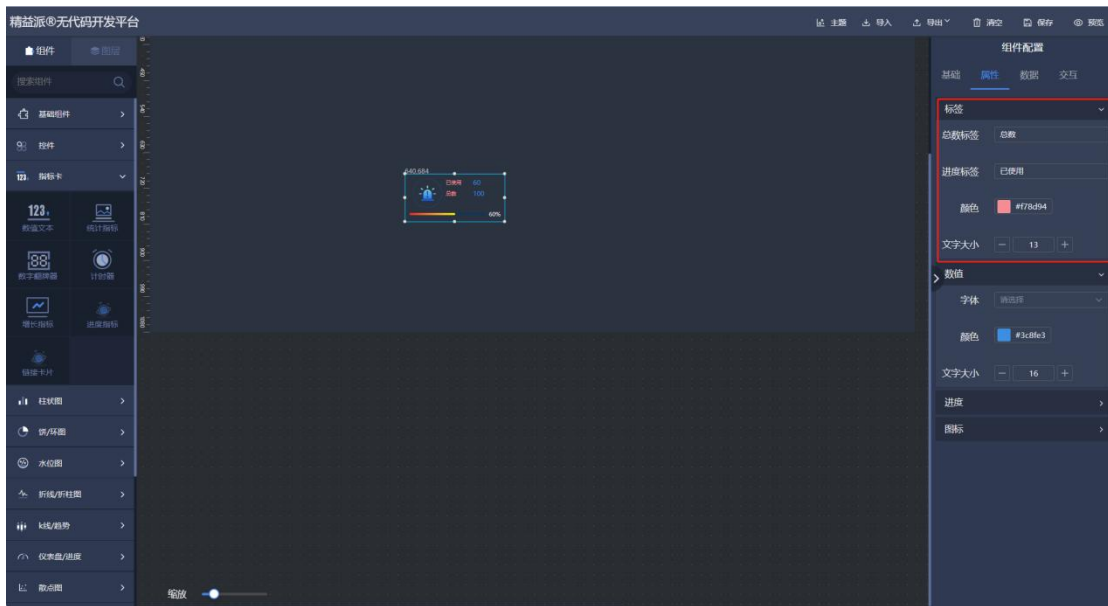 精益派®无代码开发平台
主题 导入 导出 清空 保存 预览
组件 图层
搜索组件
基础组件
控件
123. 指标卡
123.
数值文本 统计指标
88
数字翻牌器 计时器
增长指标 进度指标
链接卡片
柱状图
饼/环图
水位图
折线/折柱图
k线/趋势
仪表盘/进度
散点图
640,684
已使用 60
总数 100
60%
缩放
组件配置
基础 属性 数据 交互
标签
总数标签 总数
进度标签 已使用
颜色 #f78d94
文字大小 － 13 +
数值
字体 请选择
颜色 #3c8fe3
文字大小 － 16 +
进度
图标